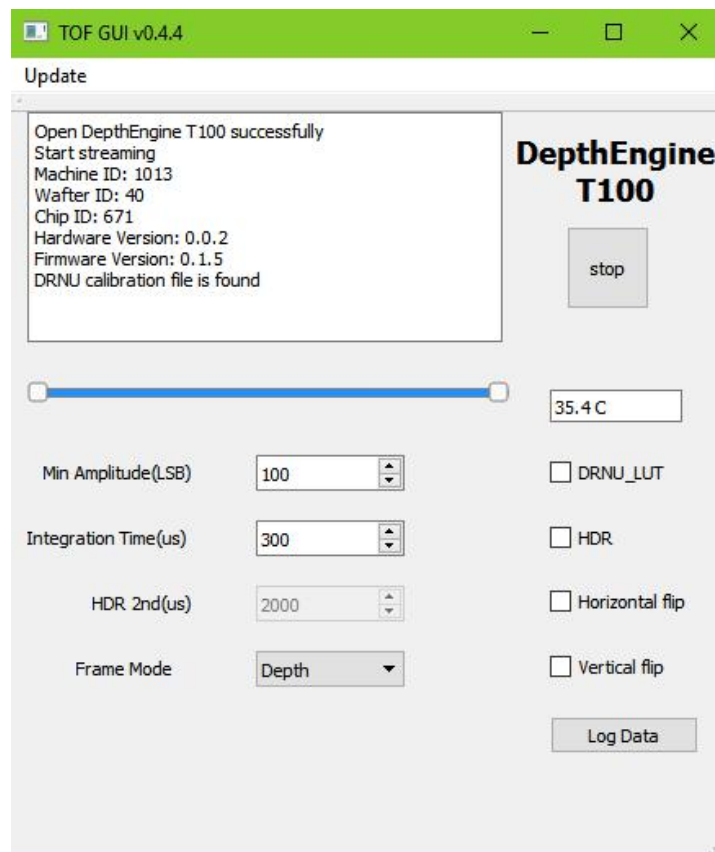 TOF GUI v0.4.4
Update
Open DepthEngine T100 successfully
Start streaming
Machine ID: 1013
Wafter ID: 40
Chip ID: 671
Hardware Version: 0.0.2
Firmware Version: 0.1.5
DRNU calibration file is found
DepthEngine
T100
stop
35.4 C
Min Amplitude(LSB)
100
DRNU_LUT
Integration Time(us)
300
HDR
HDR 2nd(us)
2000
Horizontal flip
Frame Mode
Depth
Vertical flip
Log Data